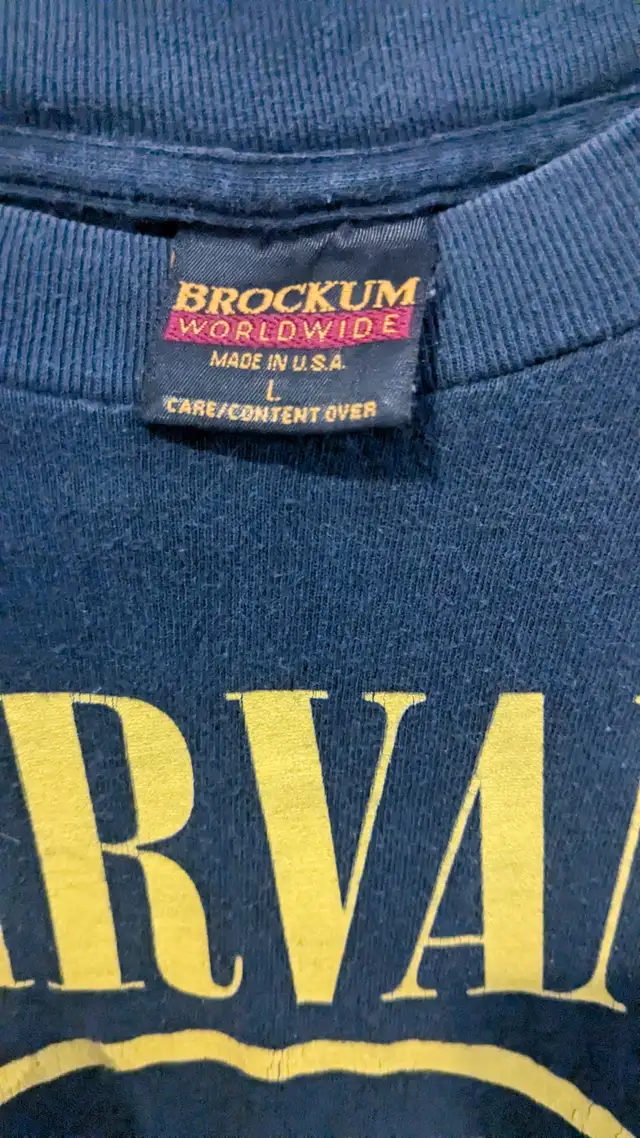 BROCKUM
WORLDWIDE
MADE IN U.S.A.
L
CARE/CONTENT OVER
RVA